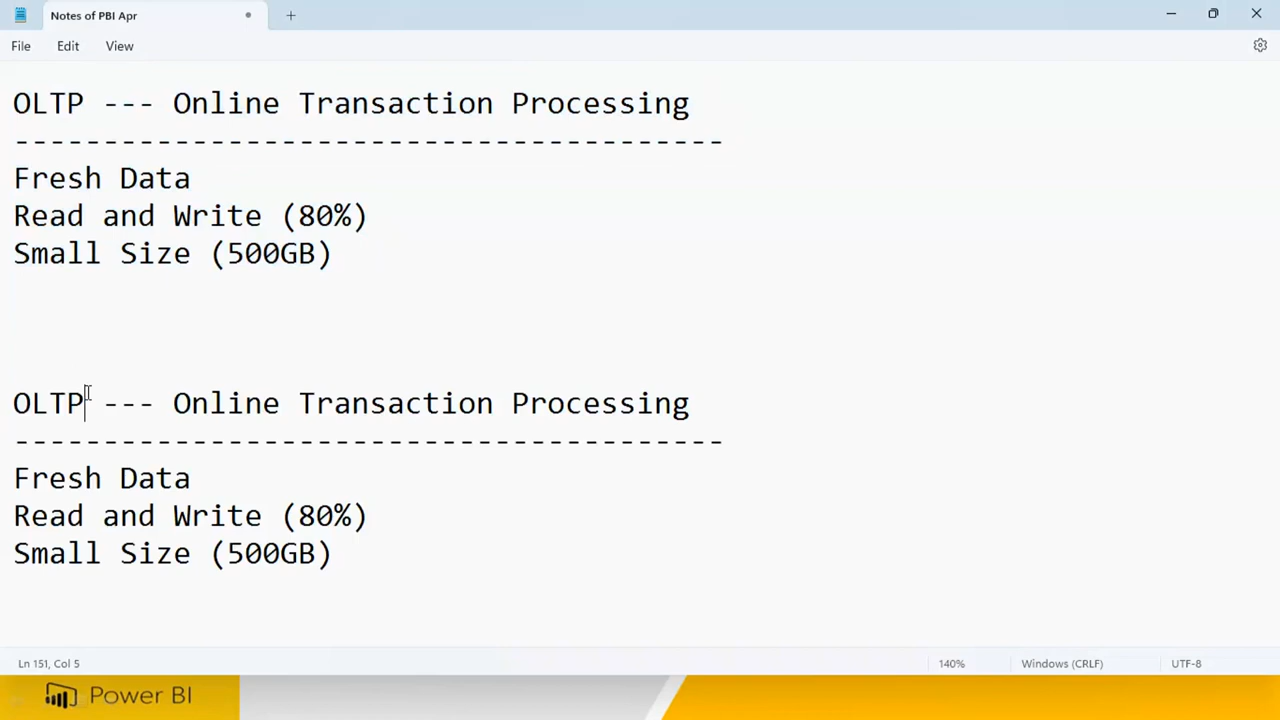 Notes of PBI Apr
File Edit View
OLTP --- Online Transaction Processing
----------------------------------------
Fresh Data
Read and Write (80%)
Small Size (500GB)
OLTP --- Online Transaction Processing
----------------------------------------
Fresh Data
Read and Write (80%)
Small Size (500GB)
Ln 151, Col 5 140% Windows (CRLF) UTF-8
Power BI